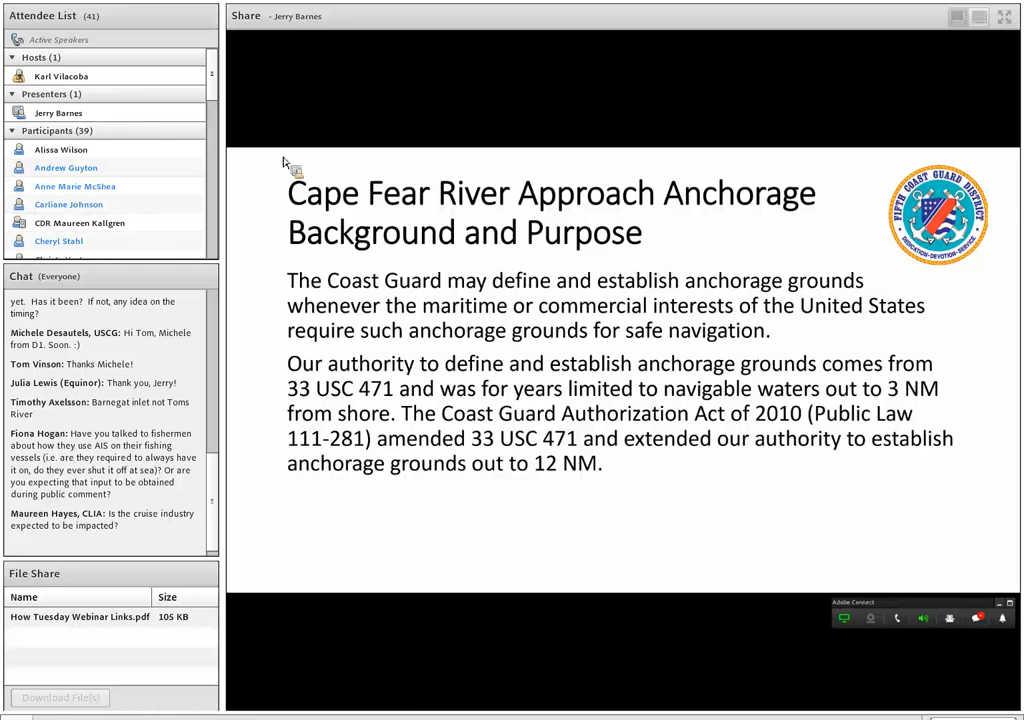 Attendee List (41)
Active Speakers
Hosts (1)
Karl Vilacoba
Presenters (1)
Jerry Barnes
Participants (39)
Alissa Wilson
Andrew Guyton
Anne Marie McShea
Carliane Johnson
CDR Maureen Kallgren
Cheryl Stahl
Chat (Everyone)
yet. Has it been? If not, any idea on the
timing?
Michele Desautels, USCG: Hi Tom, Michele
from D1. Soon. :)
Tom Vinson: Thanks Michele!
Julia Lewis (Equinor): Thank you, Jerry!
Timothy Axelsson: Barnegat inlet not Toms
River
Fiona Hogan: Have you talked to fishermen
about how they use AIS on their fishing
vessels (i.e. are they required to always have
it on, do they ever shut it off at sea)? Or are
you expecting that input to be obtained
during public comment?
Maureen Hayes, CLIA: Is the cruise industry
expected to be impacted?
File Share
Name Size
How Tuesday Webinar Links.pdf 105 KB
Download File(s)
Share - Jerry Barnes
Cape Fear River Approach Anchorage
Background and Purpose
FIFTH COAST GUARD DISTRICT
DEDICATION-DEVOTION-SERVICE
The Coast Guard may define and establish anchorage grounds
whenever the maritime or commercial interests of the United States
require such anchorage grounds for safe navigation.
Our authority to define and establish anchorage grounds comes from
33 USC 471 and was for years limited to navigable waters out to 3 NM
from shore. The Coast Guard Authorization Act of 2010 (Public Law
111-281) amended 33 USC 471 and extended our authority to establish
anchorage grounds out to 12 NM.
Adobe Connect